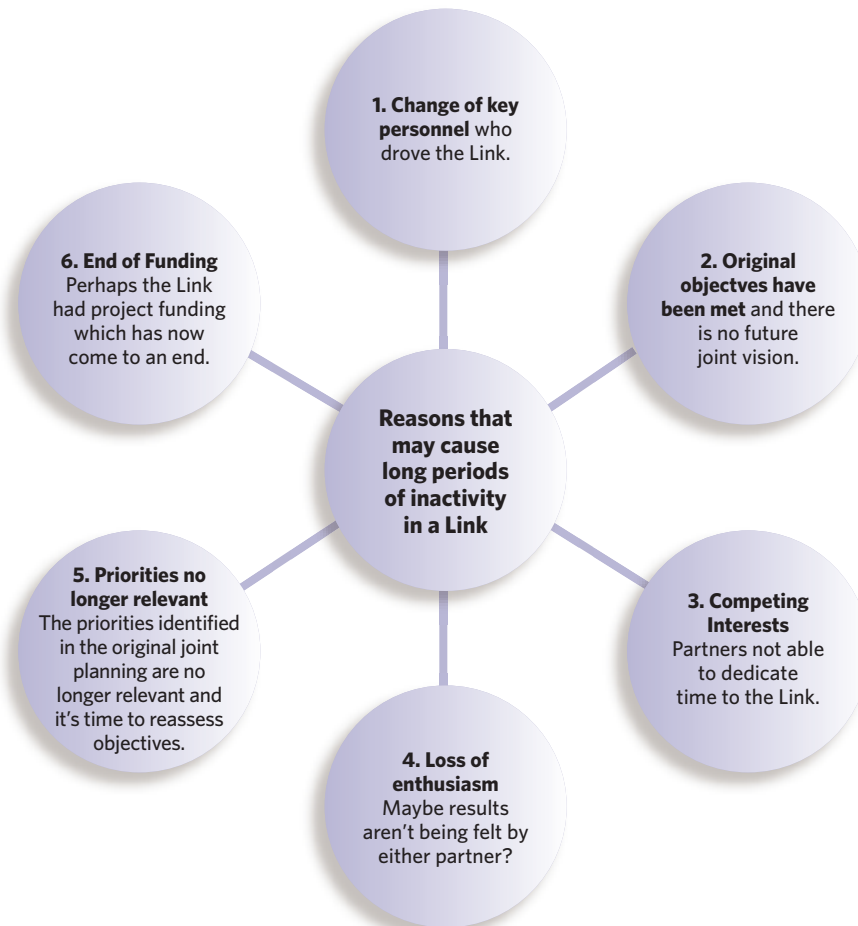 1. Change of key
personnel who
drove the Link.
2. Original
objectves have
been met and there
is no future
joint vision.
3. Competing
Interests
Partners not able
to dedicate
time to the Link.
4. Loss of
enthusiasm
Maybe results
aren't being felt by
either partner?
5. Priorities no
longer relevant
The priorities identified
in the original joint
planning are no
longer relevant and
it's time to reassess
objectives.
6. End of Funding
Perhaps the Link
had project funding
which has now
come to an end.
Reasons that
may cause
long periods
of inactivity
in a Link